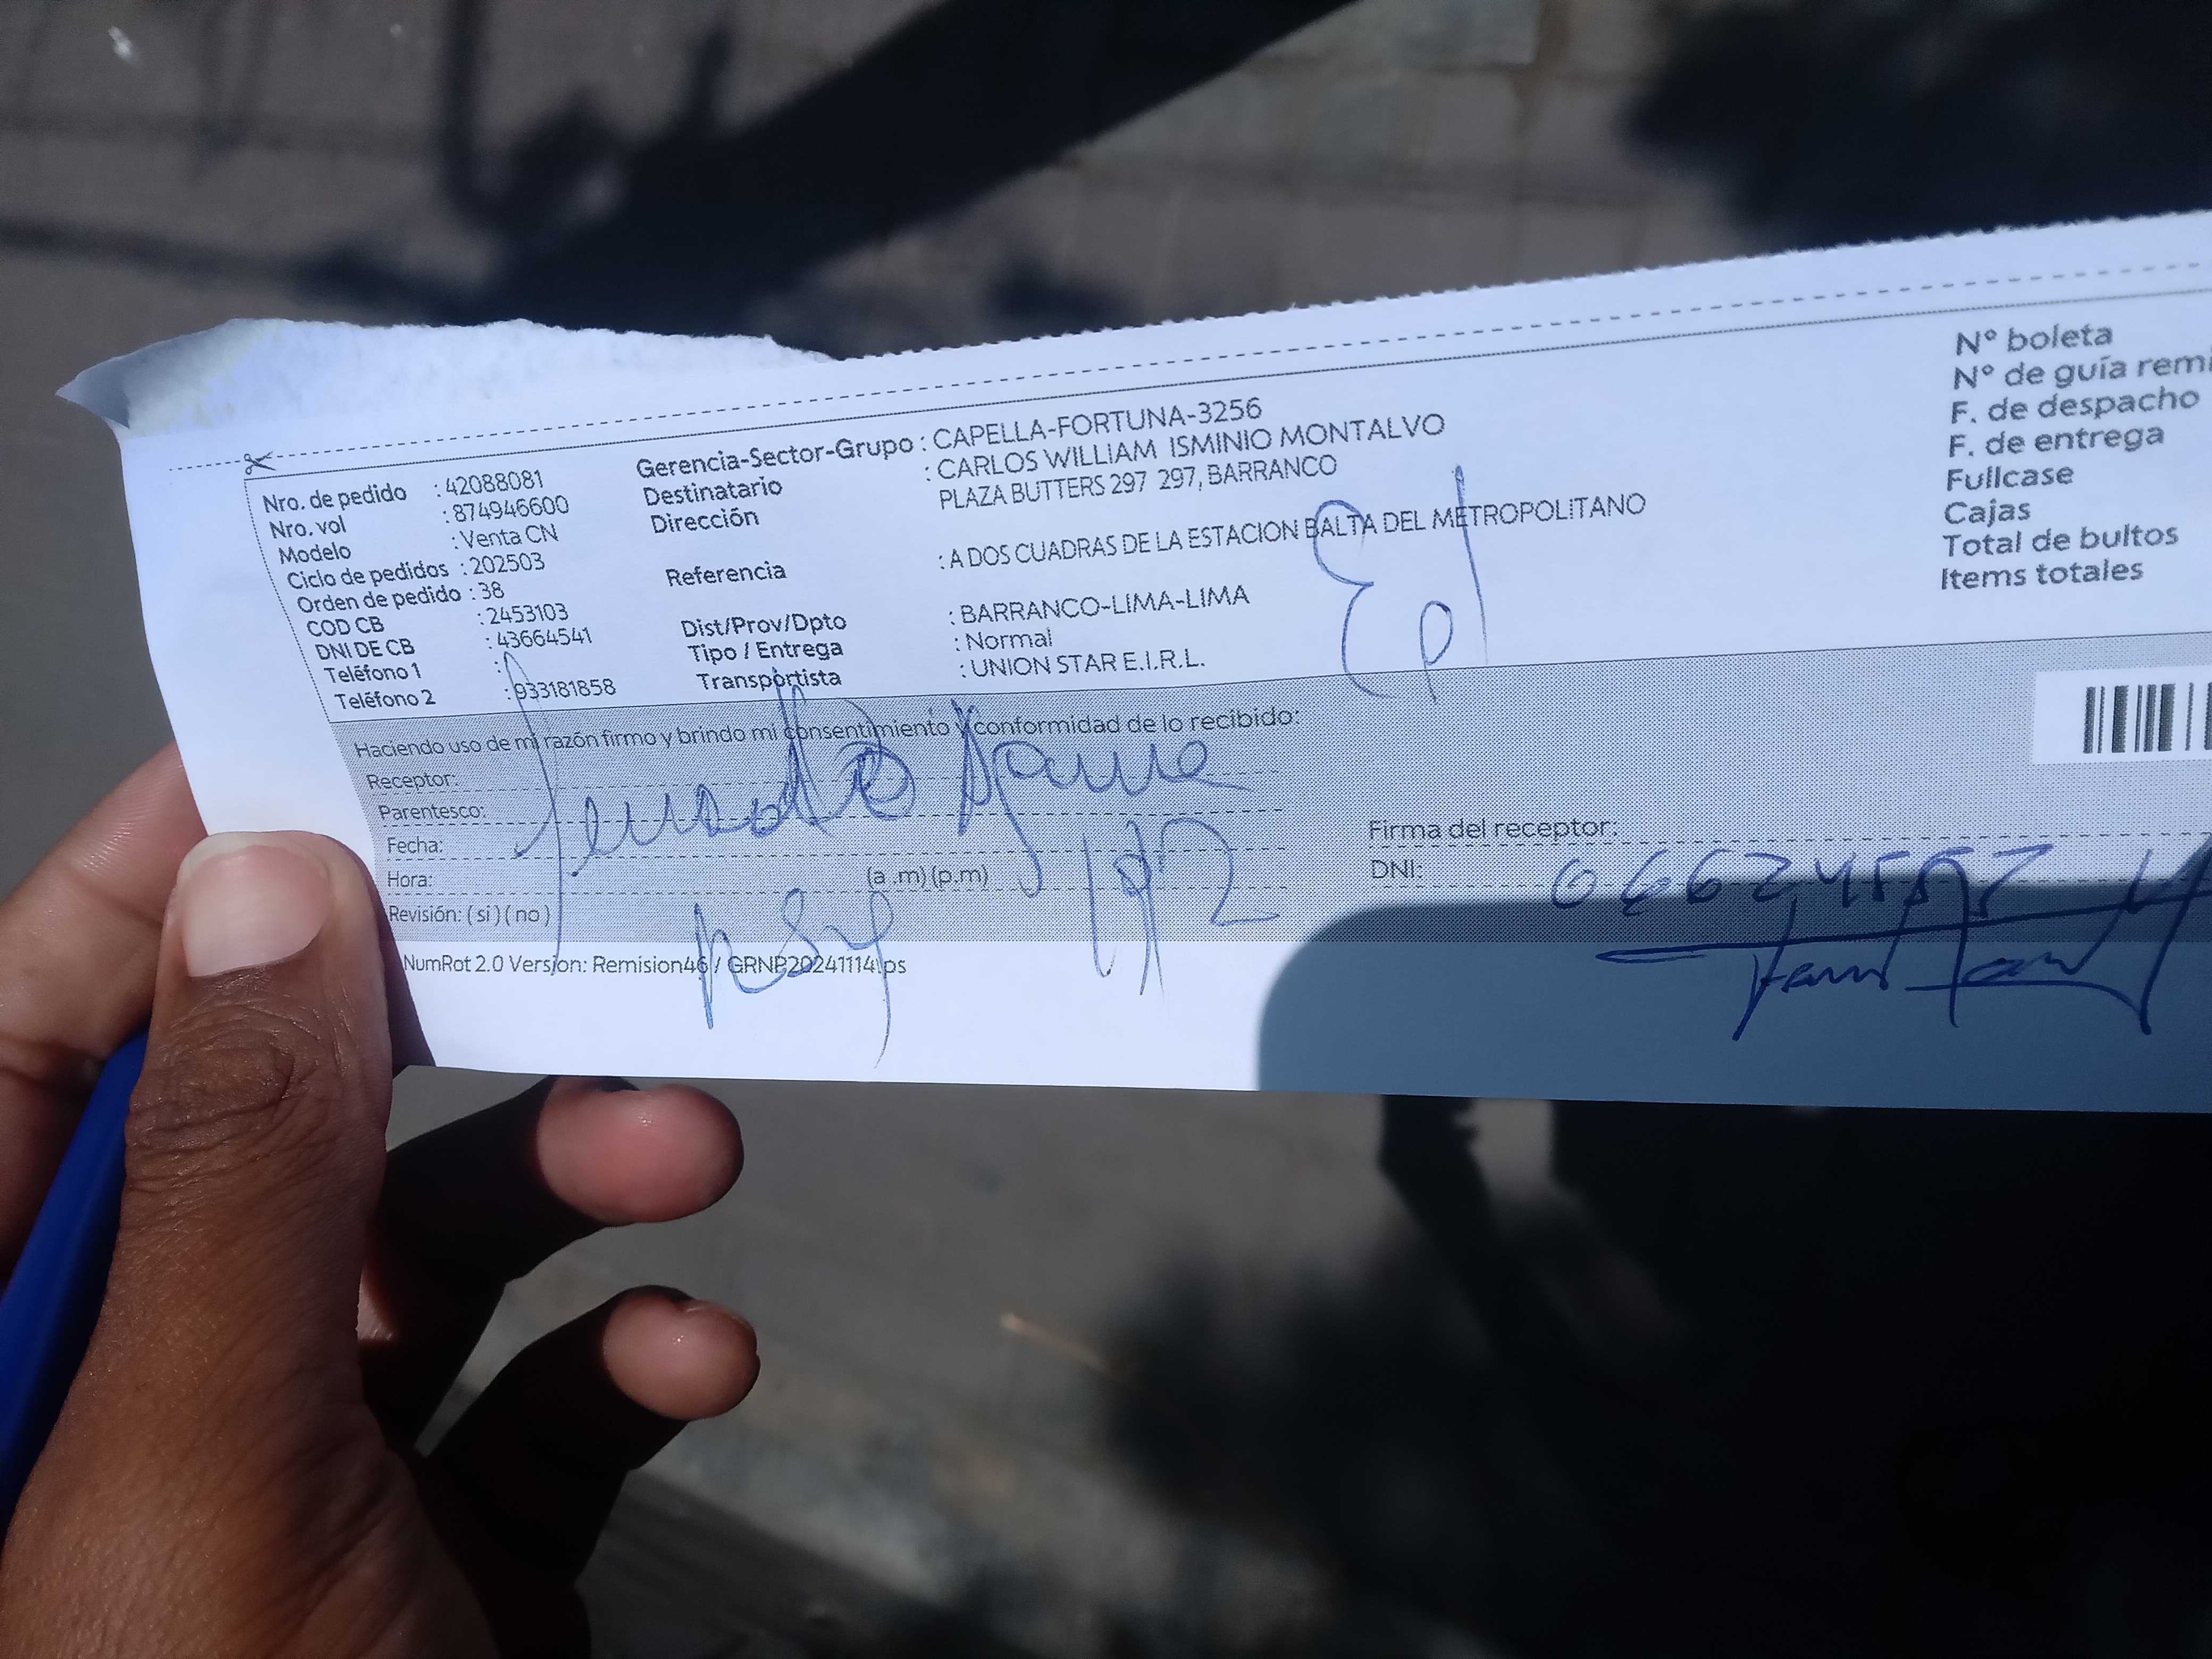 Nro. de pedido : 42088081
Nro. vol : 874946600
Modelo : Venta CN
Ciclo de pedidos : 202503
Orden de pedido : 38
COD CB : 2453103
DNI DE CB : 43664541
Teléfono 1 :
Teléfono 2 : 933181858
Gerencia-Sector-Grupo : CAPELLA-FORTUNA-3256
Destinatario : CARLOS WILLIAM ISMINIO MONTALVO
Dirección PLAZA BUTTERS 297 297, BARRANCO
Referencia : A DOS CUADRAS DE LA ESTACION BALTA DEL METROPOLITANO
Dist/Prov/Dpto : BARRANCO-LIMA-LIMA
Tipo / Entrega : Normal
Transportista : UNION STAR E.I.R.L.
N° boleta
N° de guía remi
F. de despacho
F. de entrega
Fullcase
Cajas
Total de bultos
Items totales
Haciendo uso de mi razón firmo y brindo mi consentimiento y conformidad de lo recibido:
Receptor:
Parentesco:
Fecha:
Hora: (a .m) (p.m)
Revisión: ( si ) ( no )
Firma del receptor:
DNI:
NumRot 2.0 Version: Remision46 / GRNP20241114.ps